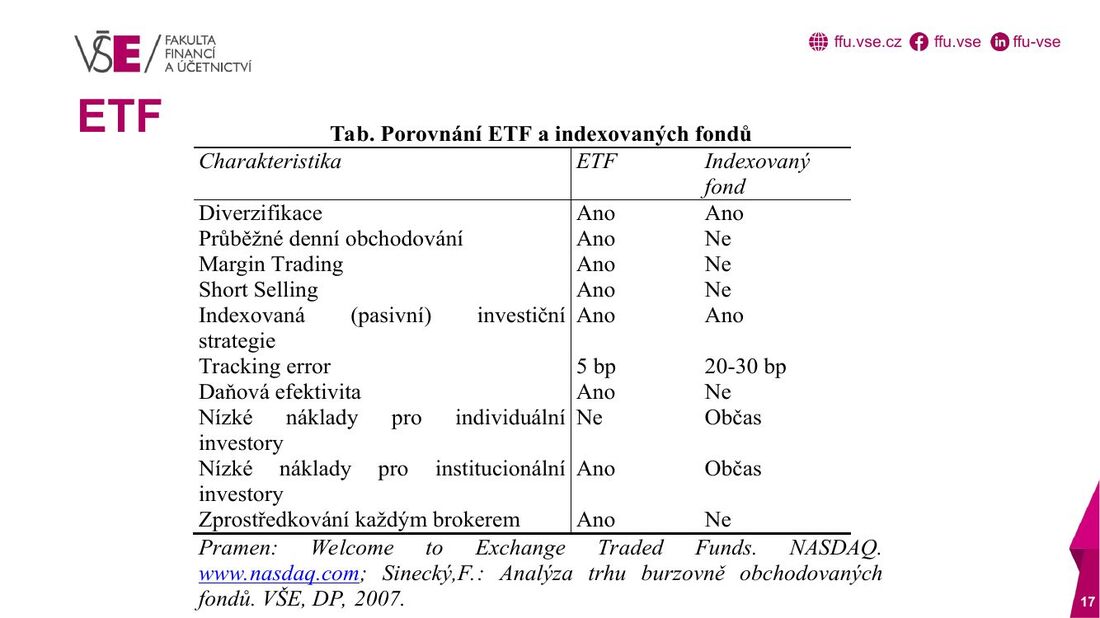 VŠE / FAKULTA
FINANCÍ
A ÚČETNICTVÍ
ffu.vse.cz ffu.vse ffu-vse
ETF
Tab. Porovnání ETF a indexovaných fondů
Charakteristika ETF Indexovaný
fond
Diverzifikace Ano Ano
Průběžné denní obchodování Ano Ne
Margin Trading Ano Ne
Short Selling Ano Ne
Indexovaná (pasivní) investiční Ano Ano
strategie
Tracking error 5 bp 20-30 bp
Daňová efektivita Ano Ne
Nízké náklady pro individuální Ne Občas
investory
Nízké náklady pro institucionální Ano Občas
investory
Zprostředkování každým brokerem Ano Ne
Pramen: Welcome to Exchange Traded Funds. NASDAQ.
www.nasdaq.com; Sinecký,F.: Analýza trhu burzovně obchodovaných
fondů. VŠE, DP, 2007.
17